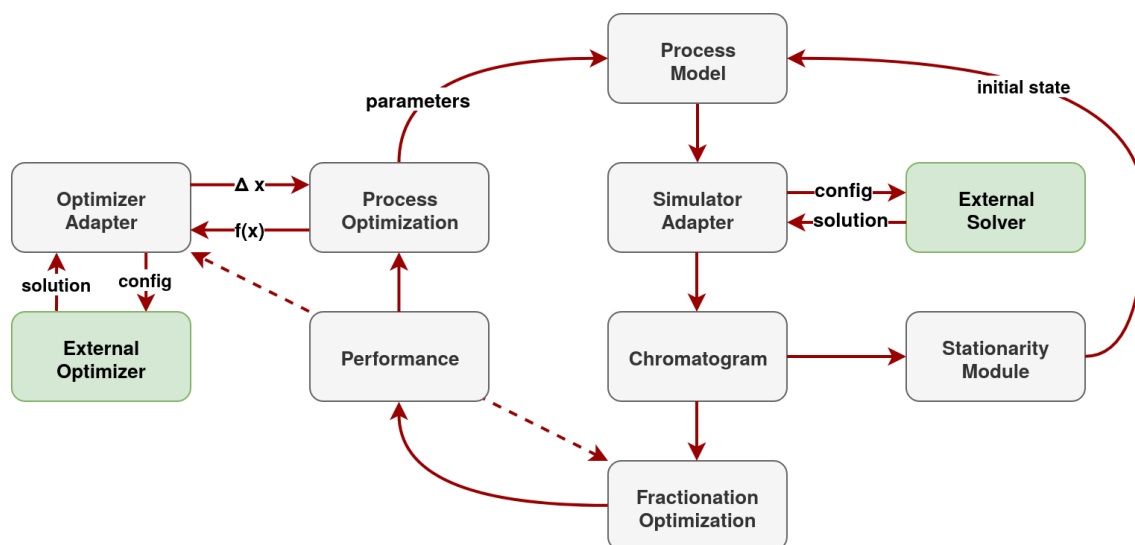 Process
Model
parameters
initial state
Optimizer
Adapter
Δ x
f(x)
Process
Optimization
Simulator
Adapter
config
solution
External
Solver
solution
config
External
Optimizer
Performance
Chromatogram
Stationarity
Module
Fractionation
Optimization